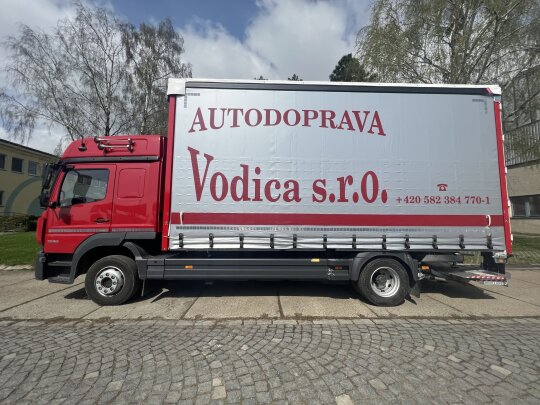 AUTODOPRAVA
Vodica s.r.o.
☎
+420 582 384 770-1